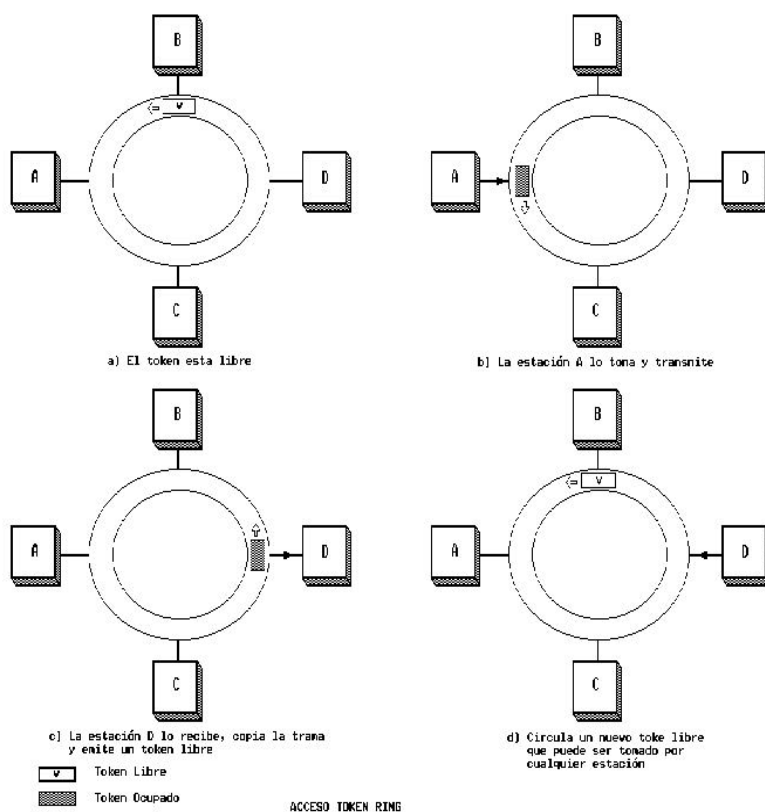 B
V
A
D
C
a) El token esta libre
B
A
D
C
b) La estación A lo toma y transmite
B
A
D
C
c) La estación D lo recibe, copia la trama
y emite un token libre
B
V
A
D
C
d) Circula un nuevo toke libre
que puede ser tomado por
cualquier estación
V Token Libre
Token Ocupado
ACCESO TOKEN RING